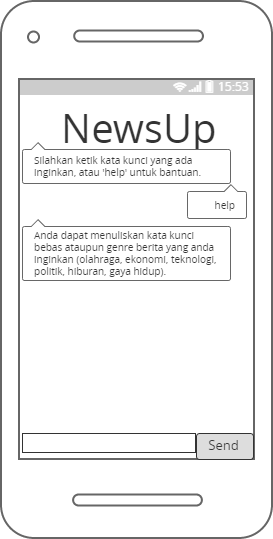 15:53
NewsUp
Silahkan ketik kata kunci yang ada
inginkan, atau 'help' untuk bantuan.
help
Anda dapat menuliskan kata kunci
bebas ataupun genre berita yang anda
inginkan (olahraga, ekonomi, teknologi,
politik, hiburan, gaya hidup).
Send